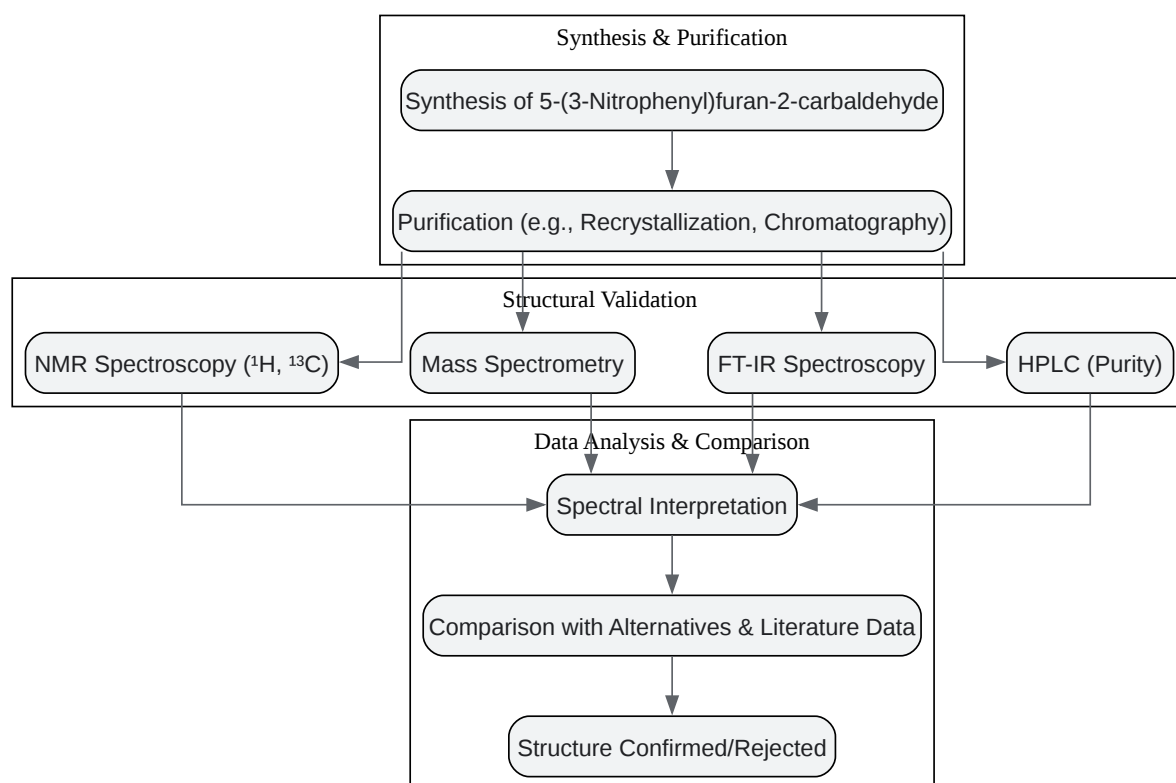 Synthesis & Purification
Synthesis of 5-(3-Nitrophenyl)furan-2-carbaldehyde
Purification (e.g., Recrystallization, Chromatography)
Structural Validation
NMR Spectroscopy (¹H, ¹³C)
Mass Spectrometry
FT-IR Spectroscopy
HPLC (Purity)
Data Analysis & Comparison
Spectral Interpretation
Comparison with Alternatives & Literature Data
Structure Confirmed/Rejected